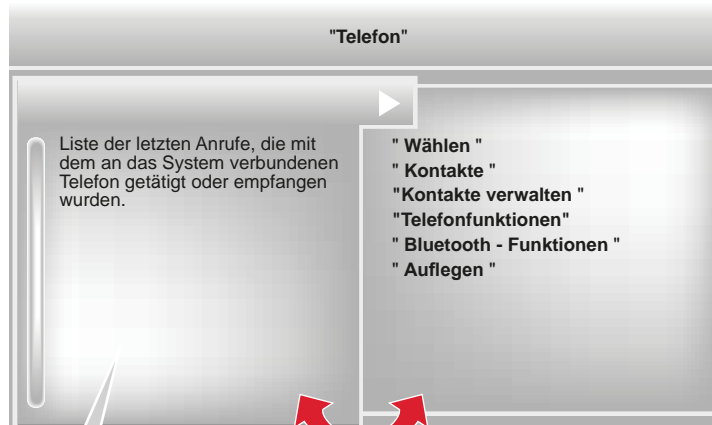 "Telefon"
Liste der letzten Anrufe, die mit
dem an das System verbundenen
Telefon getätigt oder empfangen
wurden.
" Wählen "
" Kontakte "
"Kontakte verwalten "
"Telefonfunktionen"
" Bluetooth - Funktionen "
" Auflegen "